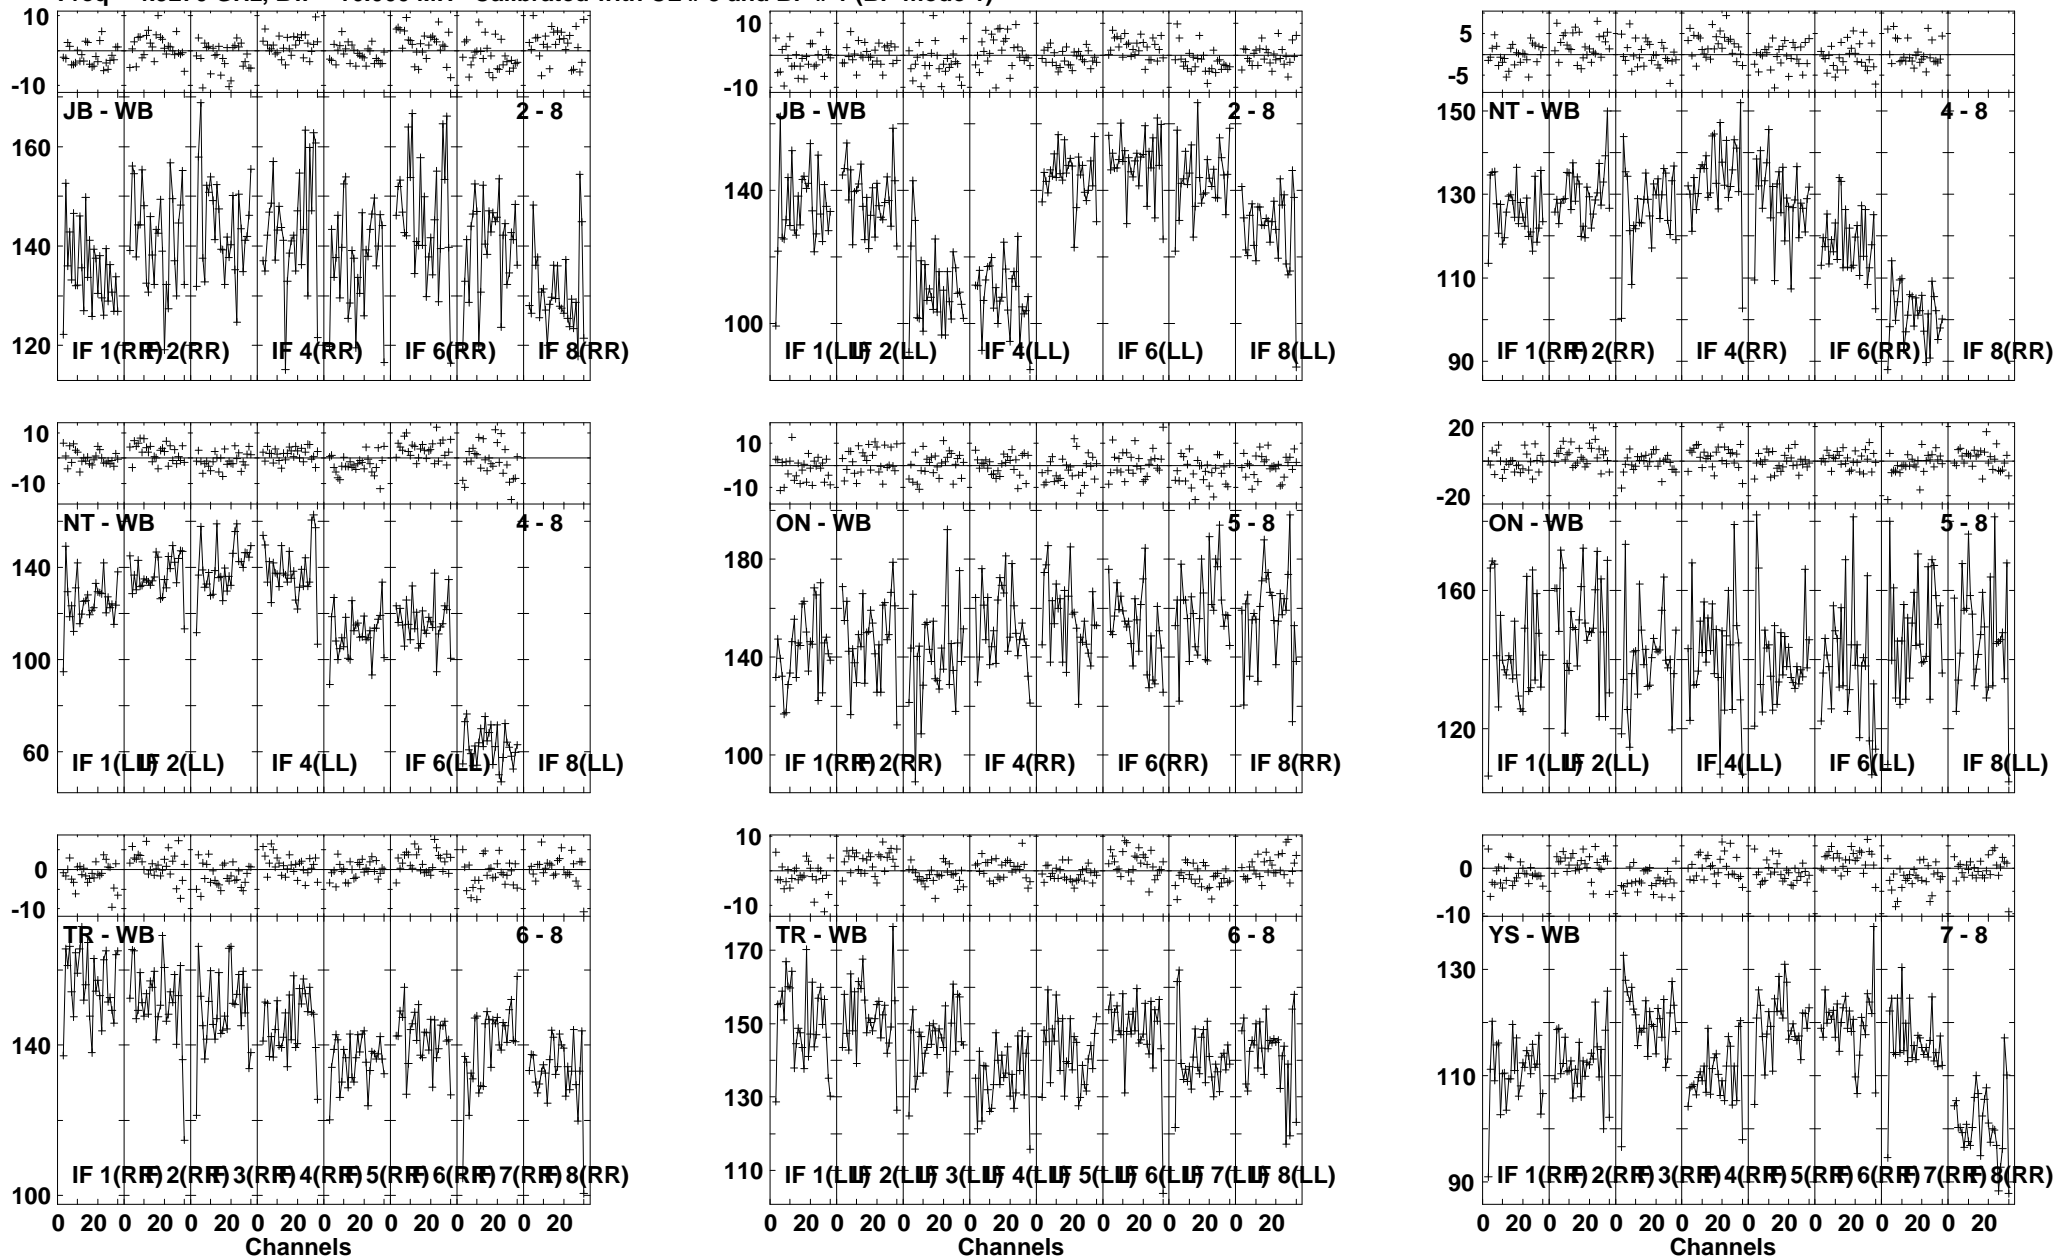 10
-10
JB - WB 2 - 8
160
140
120
IF 1(RR) IF 2(RR) IF 4(RR) IF 6(RR) IF 8(RR)
10
-10
JB - WB 2 - 8
140
100
IF 1(LL) IF 2(LL) IF 4(LL) IF 6(LL) IF 8(LL)
5
-5
NT - WB 4 - 8
150
130
110
90
IF 1(RR) IF 2(RR) IF 4(RR) IF 6(RR) IF 8(RR)
10
-10
NT - WB 4 - 8
140
100
60
IF 1(LL) IF 2(LL) IF 4(LL) IF 6(LL) IF 8(LL)
10
-10
ON - WB 5 - 8
180
140
100
IF 1(RR) IF 2(RR) IF 4(RR) IF 6(RR) IF 8(RR)
20
-20
ON - WB 5 - 8
160
120
IF 1(LL) IF 2(LL) IF 4(LL) IF 6(LL) IF 8(LL)
0
-10
TR - WB 6 - 8
140
100
IF 1(RR) IF 2(RR) IF 3(RR) IF 4(RR) IF 5(RR) IF 6(RR) IF 7(RR) IF 8(RR)
0 20 0 20 0 20 0 20 0 20 0 20 0 20 0 20
Channels
10
0
-10
TR - WB 6 - 8
170
150
130
110
IF 1(LL) IF 2(LL) IF 3(LL) IF 4(LL) IF 5(LL) IF 6(LL) IF 7(LL) IF 8(LL)
0 20 0 20 0 20 0 20 0 20 0 20 0 20 0 20
Channels
0
-10
YS - WB 7 - 8
130
110
90
IF 1(RR) IF 2(RR) IF 3(RR) IF 4(RR) IF 5(RR) IF 6(RR) IF 7(RR) IF 8(RR)
0 20 0 20 0 20 0 20 0 20 0 20 0 20 0 20
Channels